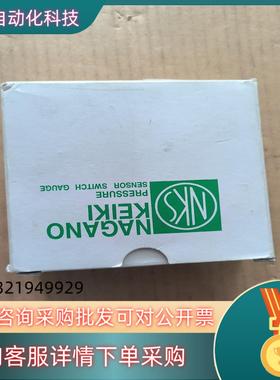 自动化科技
NKS
NAGANO
KEIKI
PRESSURE
SENSOR SWITCH GAUGE
321949929
咨询采购批发可对公开票
客服详情下单采购